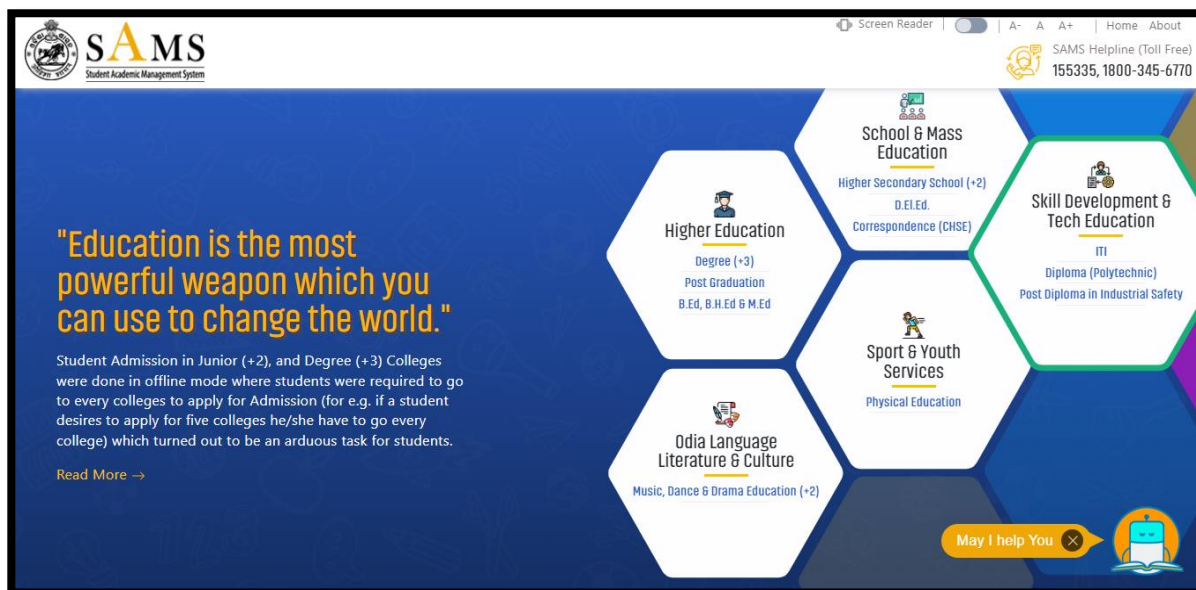 Screen Reader
A- A A+
Home About
SAMS
Student Academic Management System
SAMS Helpline (Toll Free)
155335, 1800-345-6770
"Education is the most
powerful weapon which you
can use to change the world."
Student Admission in Junior (+2), and Degree (+3) Colleges
were done in offline mode where students were required to go
to every colleges to apply for Admission (for e.g. if a student
desires to apply for five colleges he/she have to go every
college) which turned out to be an arduous task for students.
Read More →
School & Mass
Education
Higher Secondary School (+2)
D.El.Ed.
Correspondence (CHSE)
Higher Education
Degree (+3)
Post Graduation
B.Ed, B.H.Ed & M.Ed
Skill Development &
Tech Education
ITI
Diploma (Polytechnic)
Post Diploma in Industrial Safety
Sport & Youth
Services
Physical Education
Odia Language
Literature & Culture
Music, Dance & Drama Education (+2)
May I help You